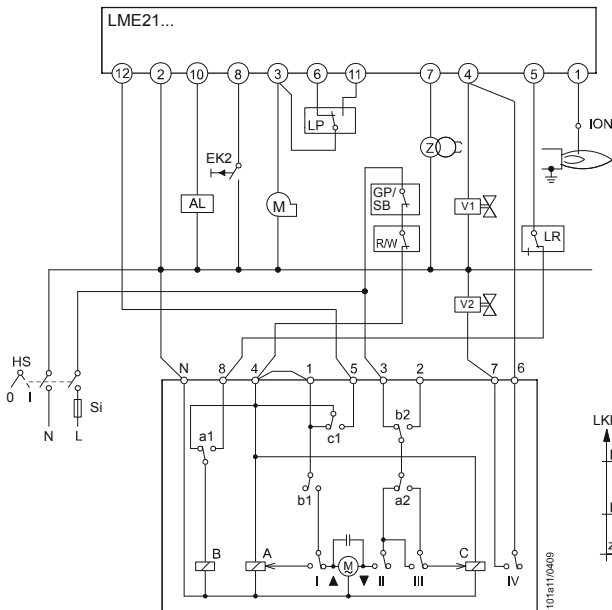 LME21...
12 2 10 8 3 6 11 7 4 5 1
LP
ION
EK2
Z
AL
M
GP/
SB
V1
R/W
LR
V2
HS
0 I
Si
N L
N 8 4 1 5 3 2 7 6
c1
b2
a1
b1
a2
B A C
I M II III IV
101a11/0409